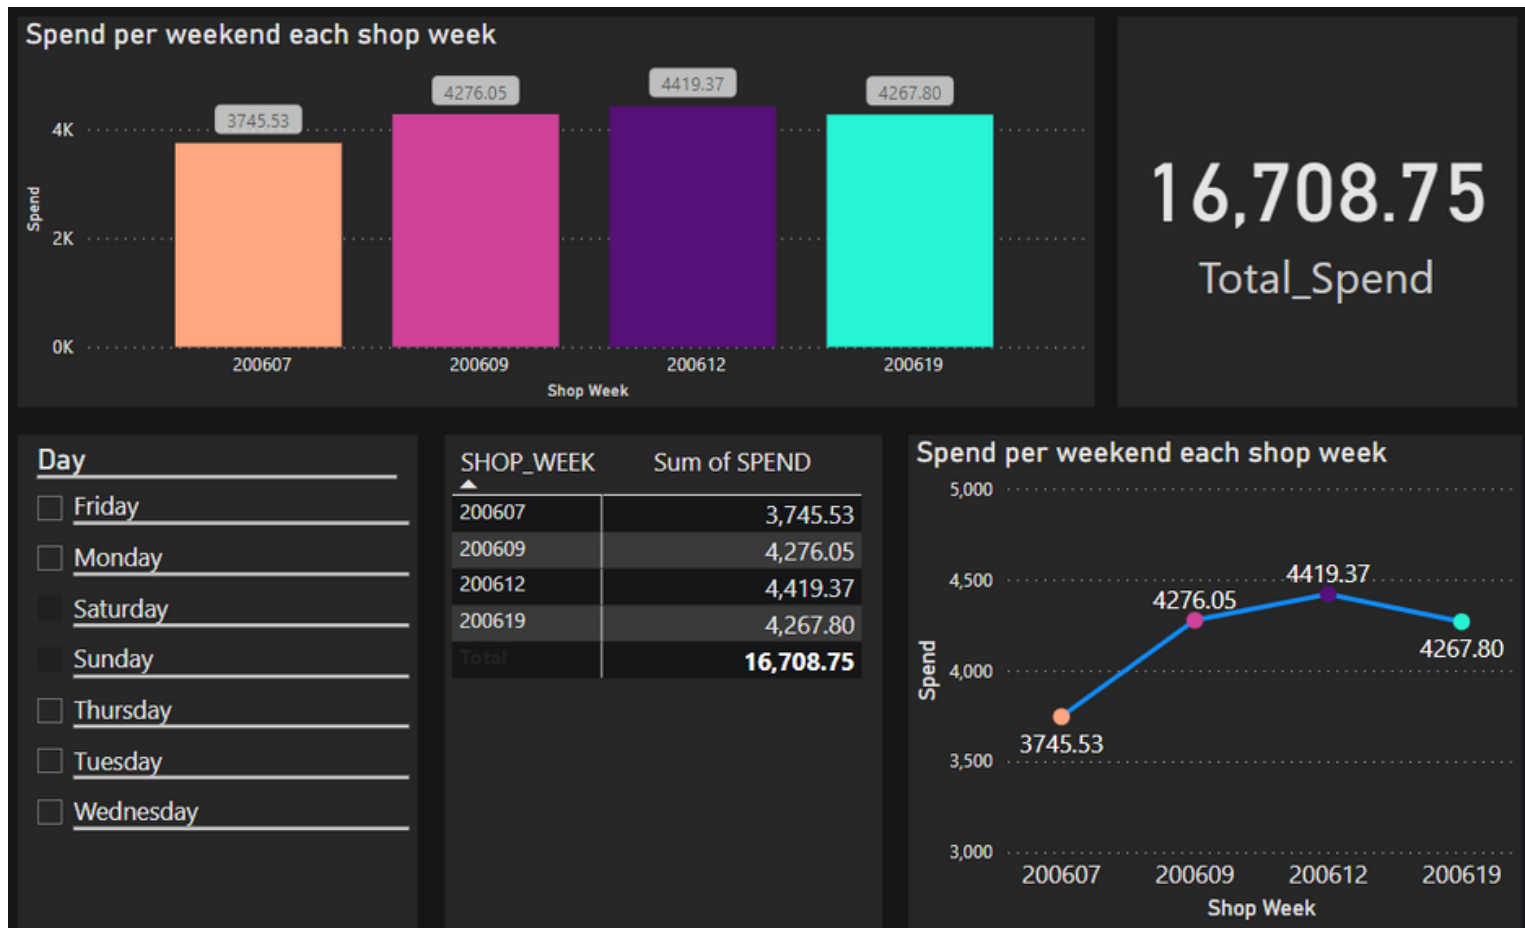 Spend per weekend each shop week
4419.37
4276.05
4267.80
3745.53
4K
2K
0K
Spend
200607 200609 200612 200619
Shop Week
16,708.75
Total_Spend
Day
Friday
Monday
Saturday
Sunday
Thursday
Tuesday
Wednesday
SHOP_WEEK Sum of SPEND
200607 3,745.53
200609 4,276.05
200612 4,419.37
200619 4,267.80
Total 16,708.75
Spend per weekend each shop week
5,000
4,500
4,000
3,500
3,000
Spend
4419.37
4276.05
4267.80
3745.53
200607 200609 200612 200619
Shop Week